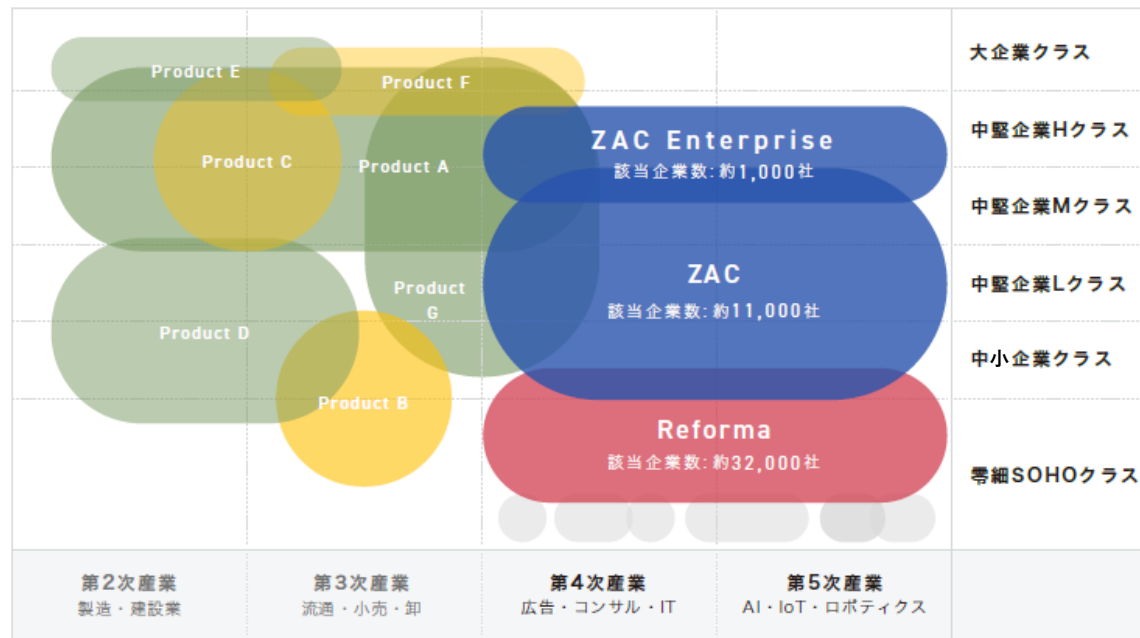 大企業クラス
Product E
Product F
ZAC Enterprise
中堅企業Hクラス
Product C
Product A
該当企業数:約1,000社
中堅企業Mクラス
ZAC
中堅企業Lクラス
Product
G
該当企業数:約11,000社
Product D
中小企業クラス
Product B
Reforma
該当企業数:約32,000社
零細SOHOクラス
第2次産業
製造・建設業
第3次産業
流通・小売・卸
第4次産業
広告・コンサル・IT
第5次産業
AI・IoT・ロボティクス